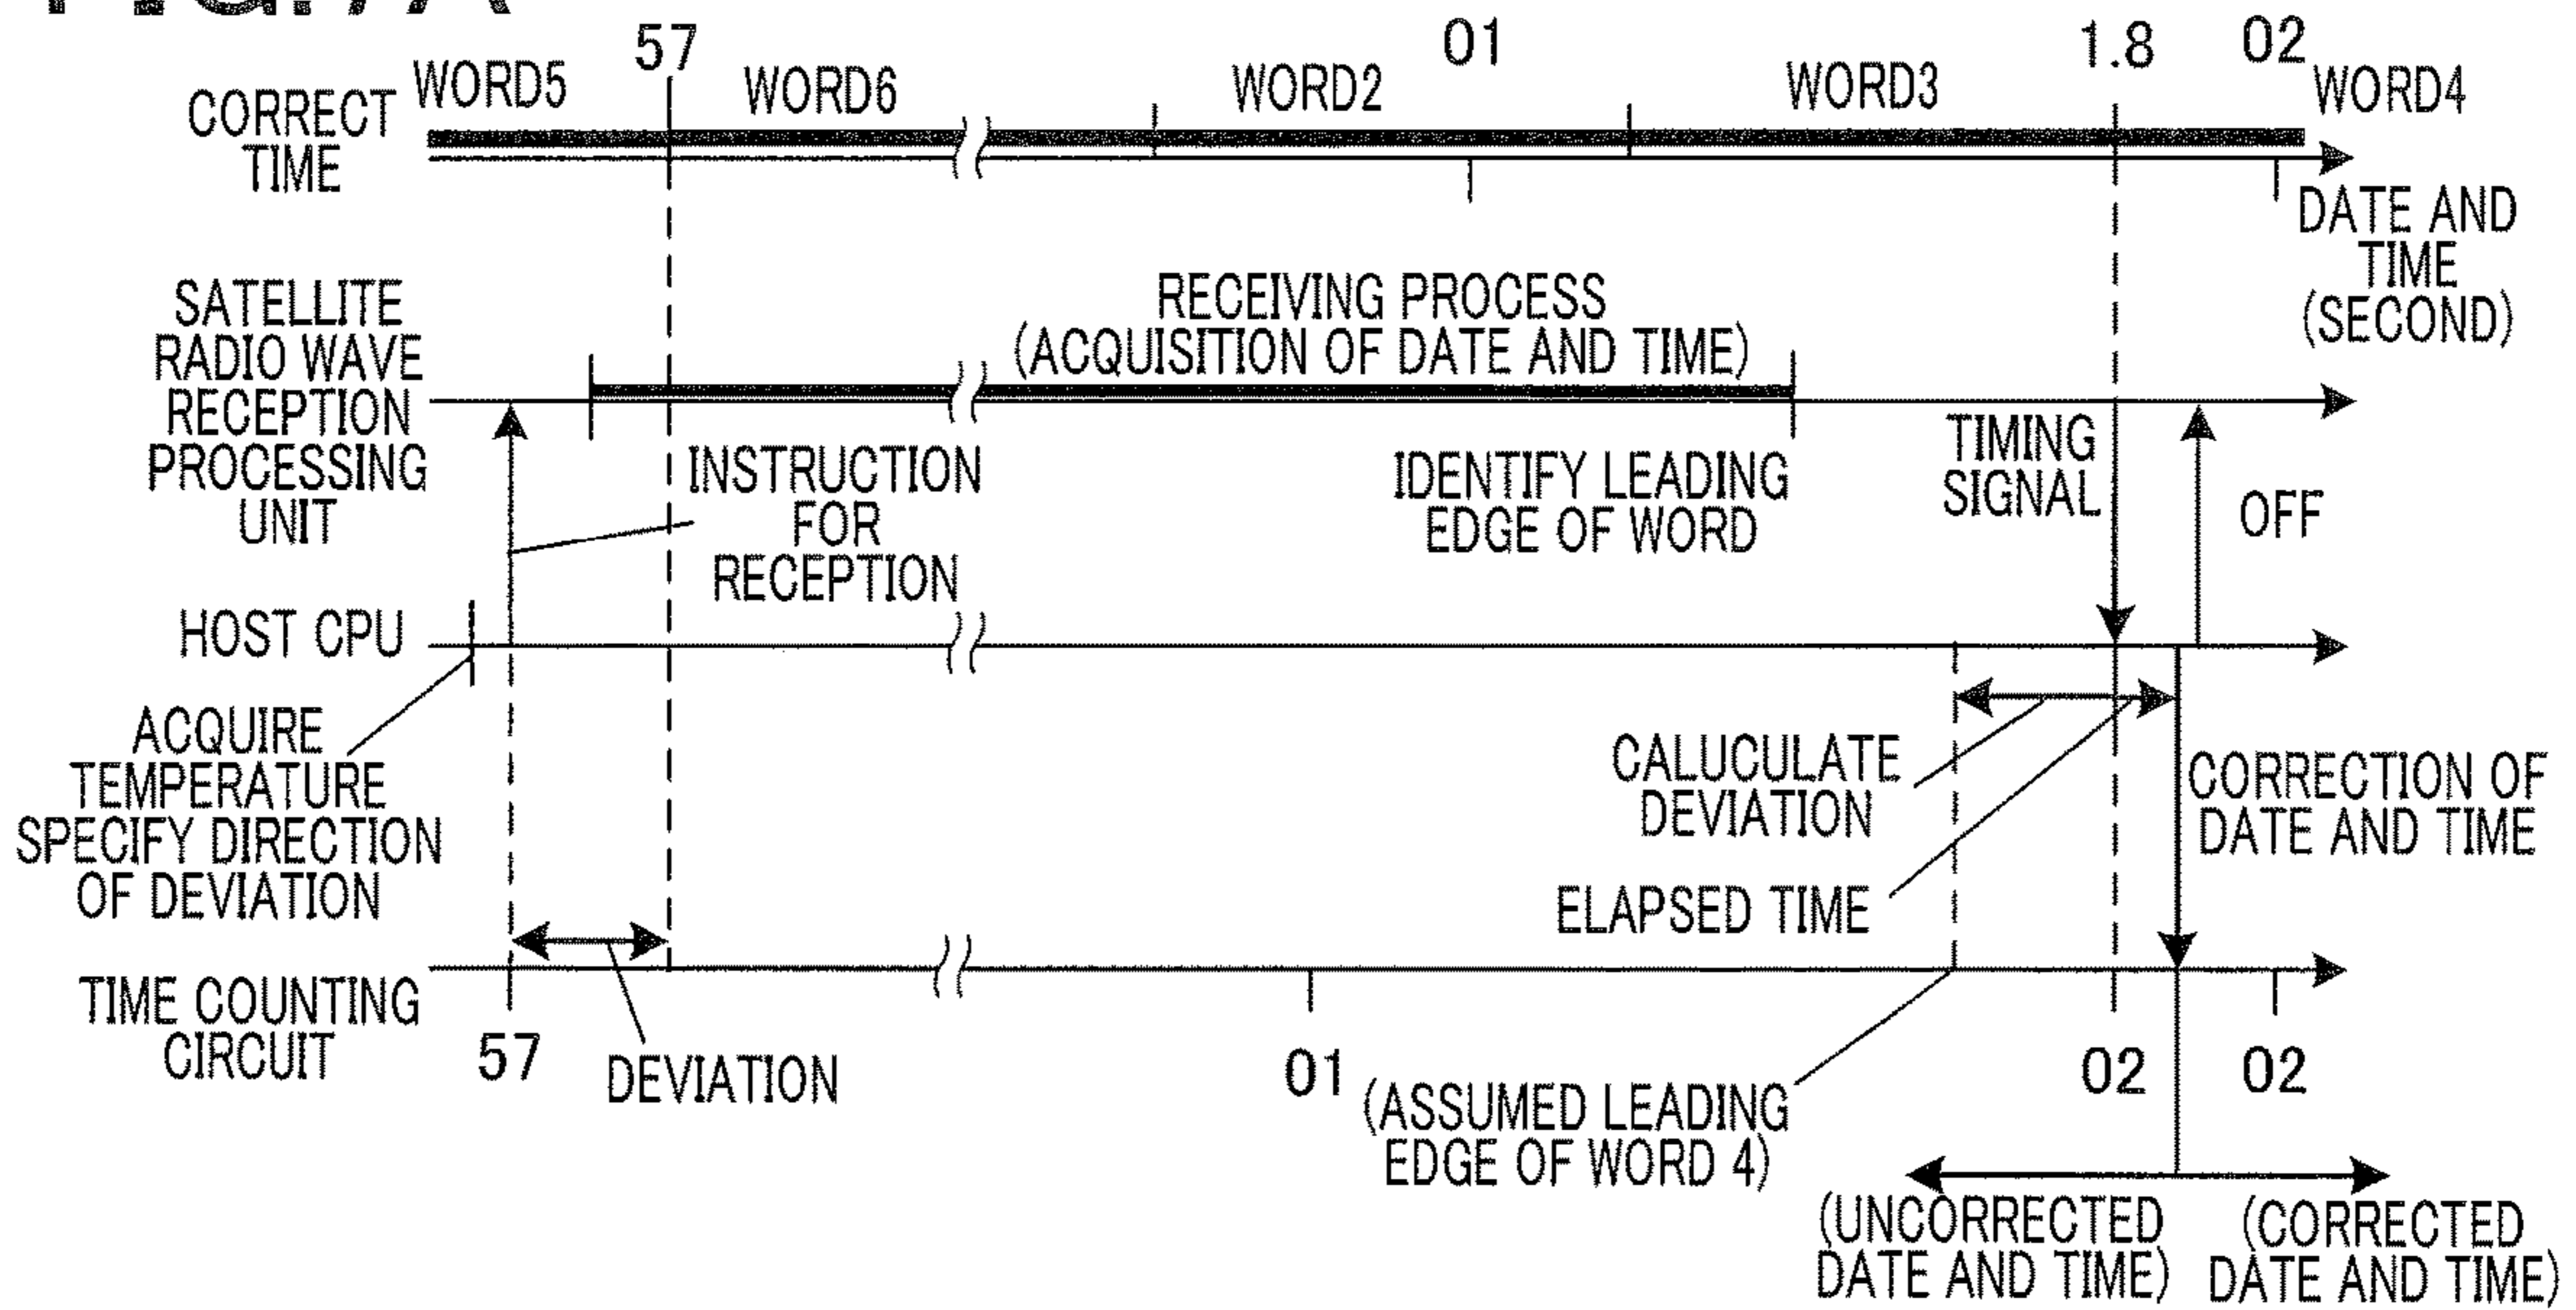 FIG.7A
57
01
1.8
02
WORD5
WORD6
WORD2
WORD3
WORD4
CORRECT
TIME
DATE AND
TIME
(SECOND)
SATELLITE
RADIO WAVE
RECEPTION
PROCESSING
UNIT
RECEIVING PROCESS
(ACQUISITION OF DATE AND TIME)
INSTRUCTION
FOR
RECEPTION
IDENTIFY LEADING
EDGE OF WORD
TIMING
SIGNAL
OFF
HOST CPU
ACQUIRE
TEMPERATURE
SPECIFY DIRECTION
OF DEVIATION
CALUCULATE
DEVIATION
CORRECTION OF
DATE AND TIME
ELAPSED TIME
TIME COUNTING
CIRCUIT
57
DEVIATION
01
(ASSUMED LEADING
EDGE OF WORD 4)
02
02
(UNCORRECTED
DATE AND TIME)
(CORRECTED
DATE AND TIME)